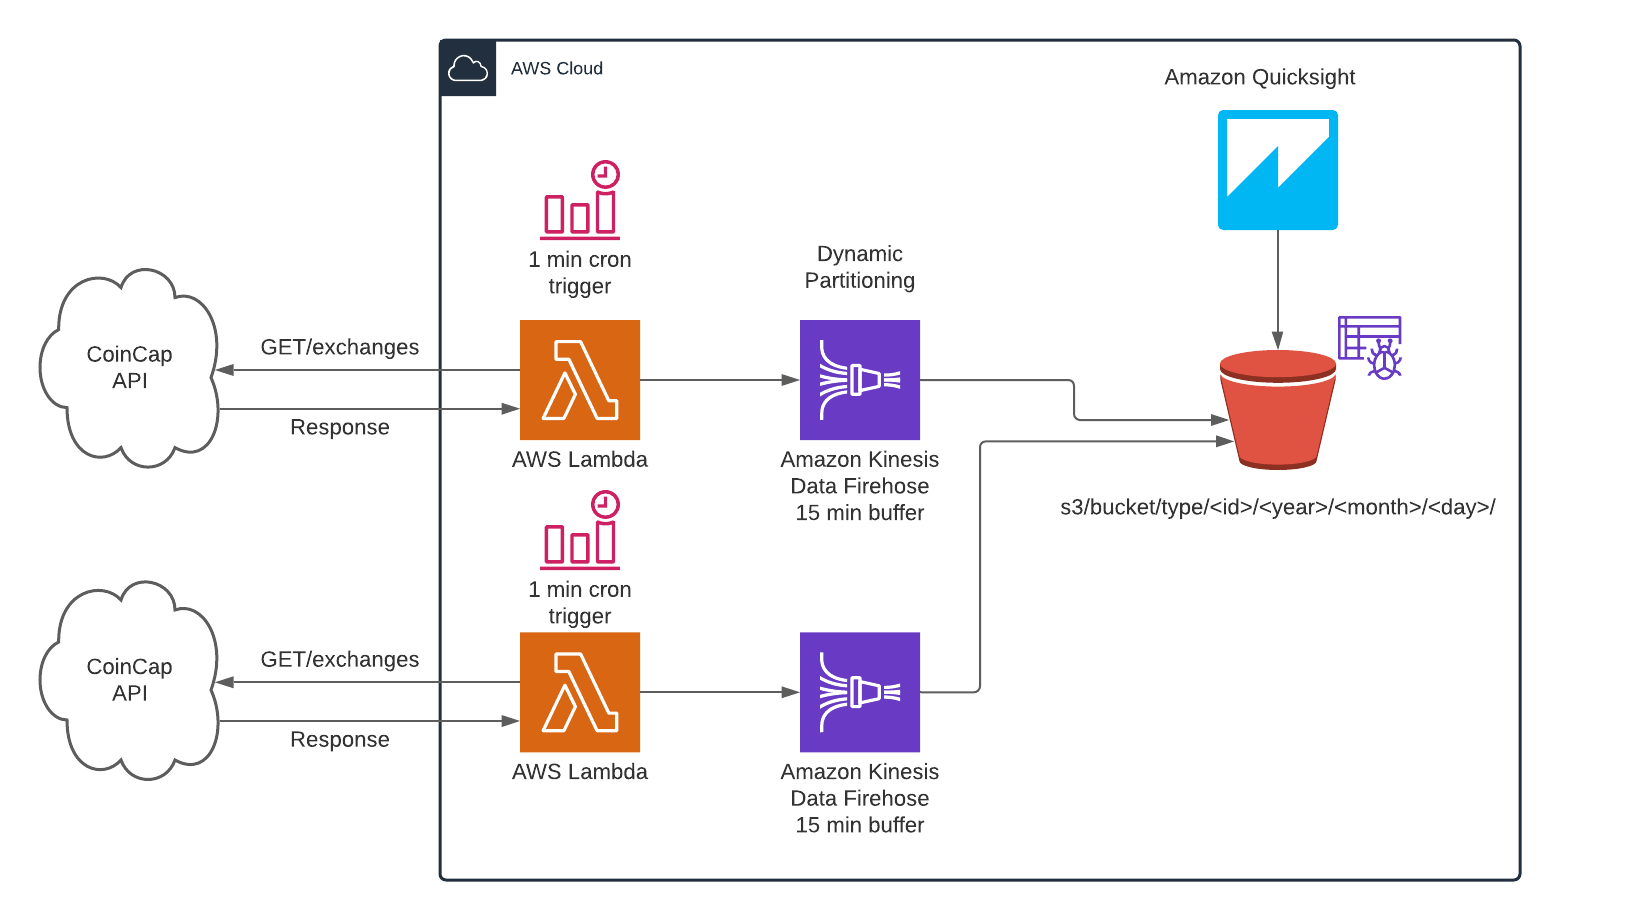 AWS Cloud
Amazon Quicksight
1 min cron
trigger
Dynamic
Partitioning
CoinCap
API
GET/exchanges
Response
AWS Lambda
Amazon Kinesis
Data Firehose
15 min buffer
s3/bucket/type/<id>/<year>/<month>/<day>/
1 min cron
trigger
CoinCap
API
GET/exchanges
Response
AWS Lambda
Amazon Kinesis
Data Firehose
15 min buffer